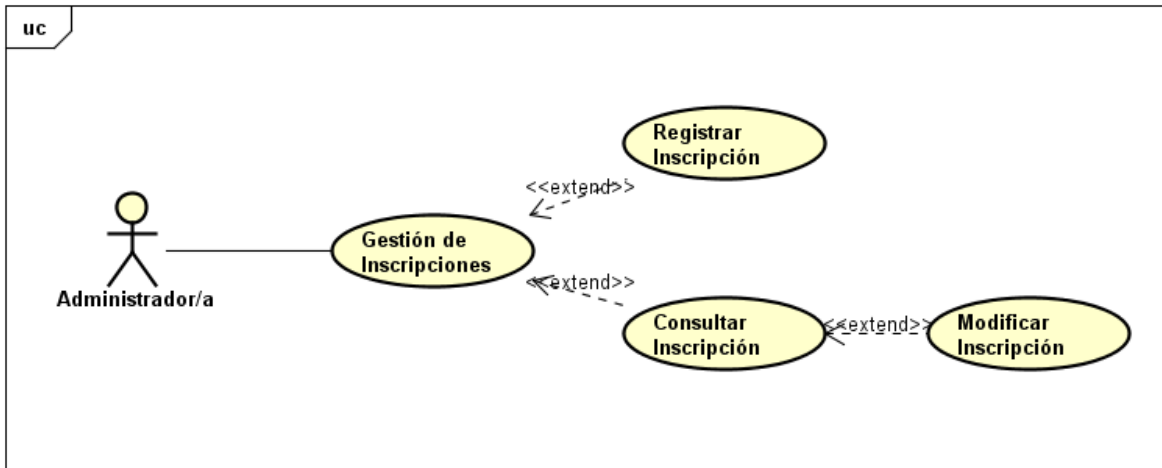 uc
Registrar
Inscripción
<<extend>>
Gestión de
Inscripciones
Administrador/a
<<extend>>
Consultar
Inscripción
<<extend>>
Modificar
Inscripción